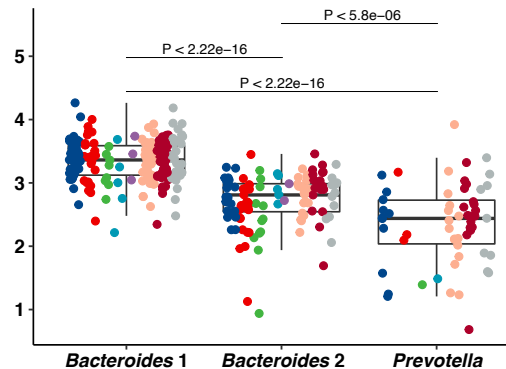 P < 5.8e−06
P < 2.22e−16
P < 2.22e−16
5
4
3
2
1
Bacteroides 1 Bacteroides 2 Prevotella